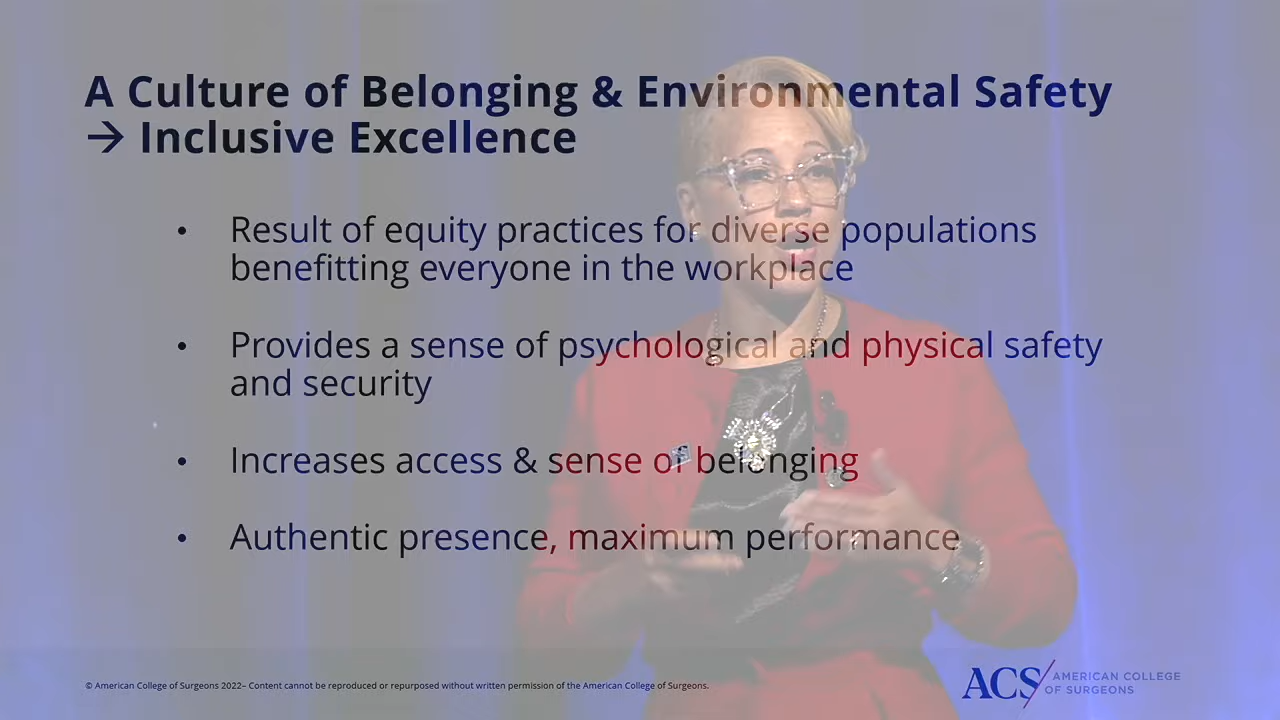 A Culture of Belonging & Environmental Safety
→ Inclusive Excellence
• Result of equity practices for diverse populations
benefitting everyone in the workplace
• Provides a sense of psychological and physical safety
and security
• Increases access & sense of belonging
• Authentic presence, maximum performance
© American College of Surgeons 2022– Content cannot be reproduced or repurposed without written permission of the American College of Surgeons.
ACS AMERICAN COLLEGE
OF SURGEONS